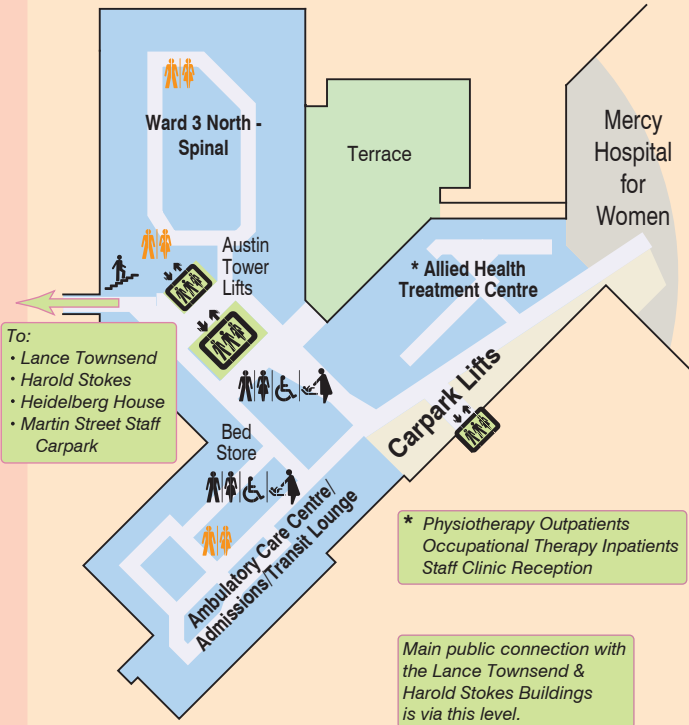 Ward 3 North -
Spinal
Terrace
Mercy
Hospital
for
Women
Austin
Tower
Lifts
* Allied Health
Treatment Centre
To:
• Lance Townsend
• Harold Stokes
• Heidelberg House
• Martin Street Staff
Carpark
Carpark Lifts
Bed
Store
Ambulatory Care Centre/
Admissions/Transit Lounge
* Physiotherapy Outpatients
Occupational Therapy Inpatients
Staff Clinic Reception
Main public connection with
the Lance Townsend &
Harold Stokes Buildings
is via this level.